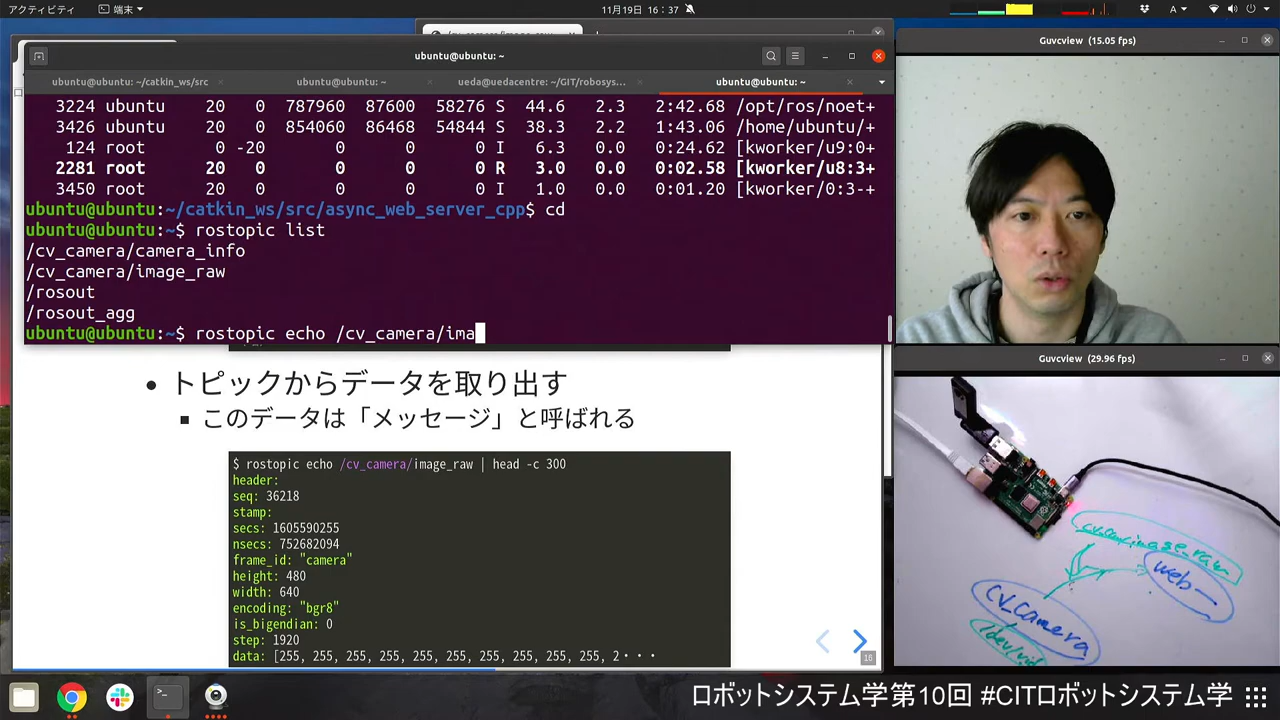 アクティビティ
端末
11月19日 16：37
A
ubuntu@ubuntu: ~
ubuntu@ubuntu: ~/catkin_ws/src
ubuntu@ubuntu: ~
ueda@uedacentre: ~/GIT/robosys...
ubuntu@ubuntu: ~
3224 ubuntu 20 0 787960 87600 58276 S 44.6 2.3 2:42.68 /opt/ros/noet+
3426 ubuntu 20 0 854060 86468 54844 S 38.3 2.2 1:43.06 /home/ubuntu/+
124 root 0 -20 0 0 0 I 6.3 0.0 0:24.62 [kworker/u9:0+
2281 root 20 0 0 0 0 R 3.0 0.0 0:02.58 [kworker/u8:3+
3450 root 20 0 0 0 0 I 1.0 0.0 0:01.20 [kworker/0:3-+
ubuntu@ubuntu:~/catkin_ws/src/async_web_server_cpp$ cd
ubuntu@ubuntu:~$ rostopic list
/cv_camera/camera_info
/cv_camera/image_raw
/rosout
/rosout_agg
ubuntu@ubuntu:~$ rostopic echo /cv_camera/ima
• トピックからデータを取り出す
▪ このデータは「メッセージ」と呼ばれる
$ rostopic echo /cv_camera/image_raw | head -c 300
header:
seq: 36218
stamp:
secs: 1605590255
nsecs: 752682094
frame_id: "camera"
height: 480
width: 640
encoding: "bgr8"
is_bigendian: 0
step: 1920
data: [255, 255, 255, 255, 255, 255, 255, 255, 255, 2・・・
16
Guvcview (15.05 fps)
Guvcview (29.96 fps)
web
cv_camera
ロボットシステム学第10回 #CITロボットシステム学